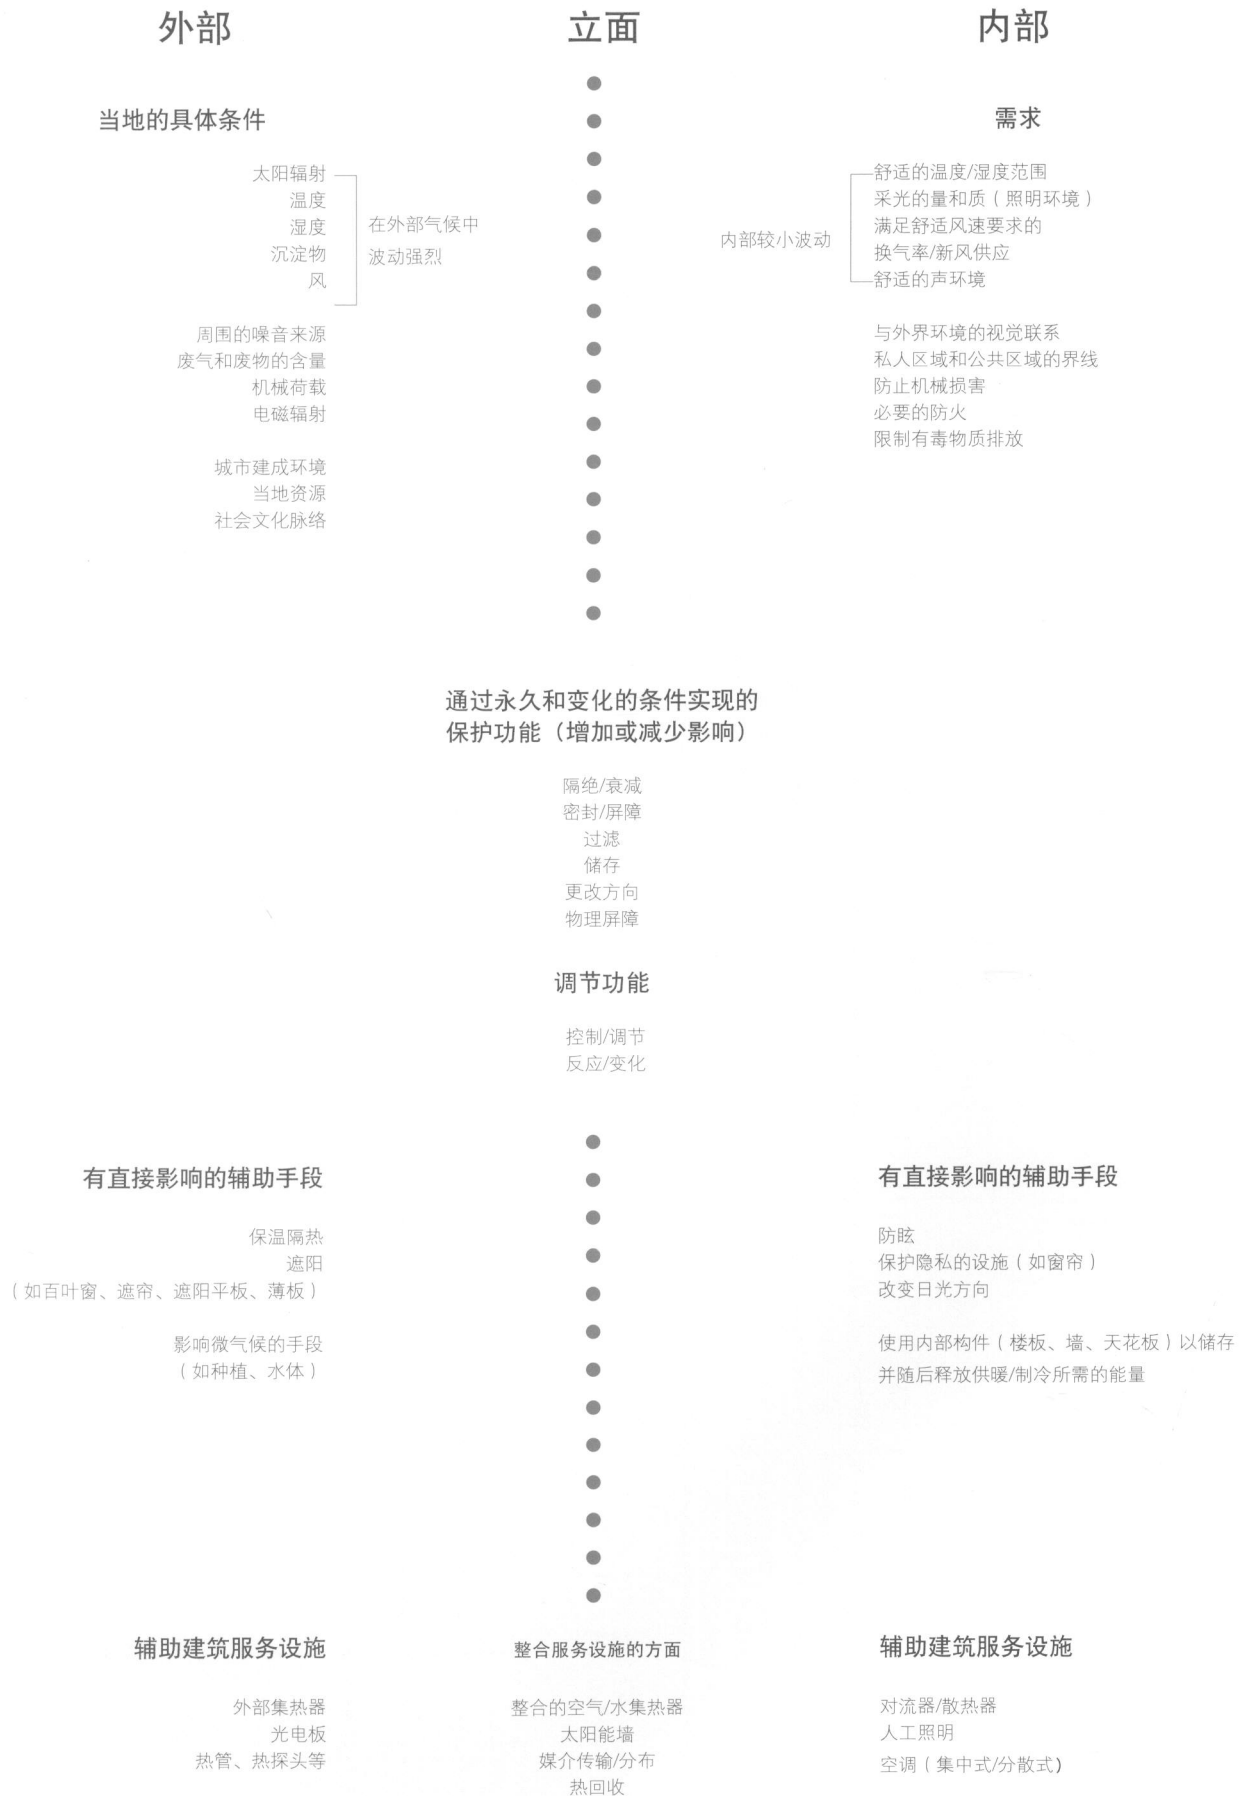 外部
立面
内部
当地的具体条件
太阳辐射
温度
湿度
沉淀物
风
在外部气候中
波动强烈
周围的噪音来源
废气和废物的含量
机械荷载
电磁辐射
城市建成环境
当地资源
社会文化脉络
需求
内部较小波动
舒适的温度/湿度范围
采光的量和质（照明环境）
满足舒适风速要求的
换气率/新风供应
舒适的声环境
与外界环境的视觉联系
私人区域和公共区域的界线
防止机械损害
必要的防火
限制有毒物质排放
通过永久和变化的条件实现的
保护功能（增加或减少影响）
隔绝/衰减
密封/屏障
过滤
储存
更改方向
物理屏障
调节功能
控制/调节
反应/变化
有直接影响的辅助手段
保温隔热
遮阳
（如百叶窗、遮帘、遮阳平板、薄板）
影响微气候的手段
（如种植、水体）
有直接影响的辅助手段
防眩
保护隐私的设施（如窗帘）
改变日光方向
使用内部构件（楼板、墙、天花板）以储存
并随后释放供暖/制冷所需的能量
辅助建筑服务设施
外部集热器
光电板
热管、热探头等
整合服务设施的方面
整合的空气/水集热器
太阳能墙
媒介传输/分布
热回收
辅助建筑服务设施
对流器/散热器
人工照明
空调（集中式/分散式）